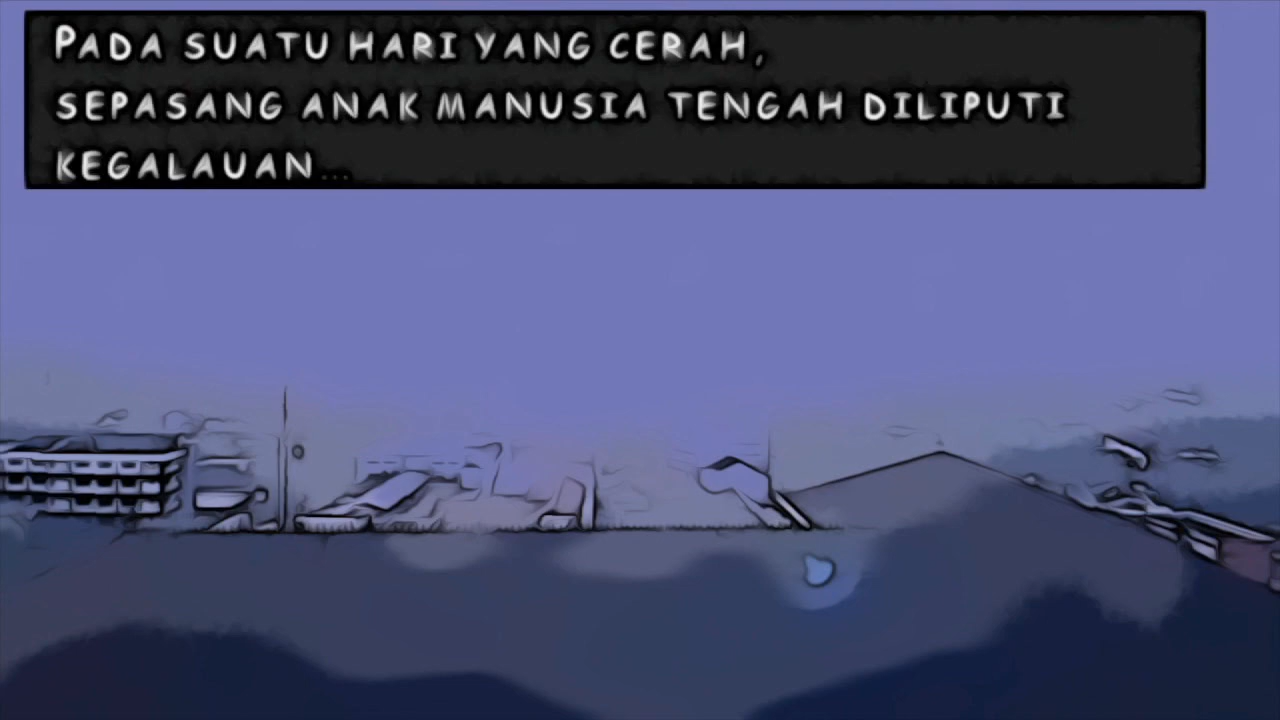 PADA SUATU HARI YANG CERAH,
SEPASANG ANAK MANUSIA TENGAH DILIPUTI
KEGALAUAN...